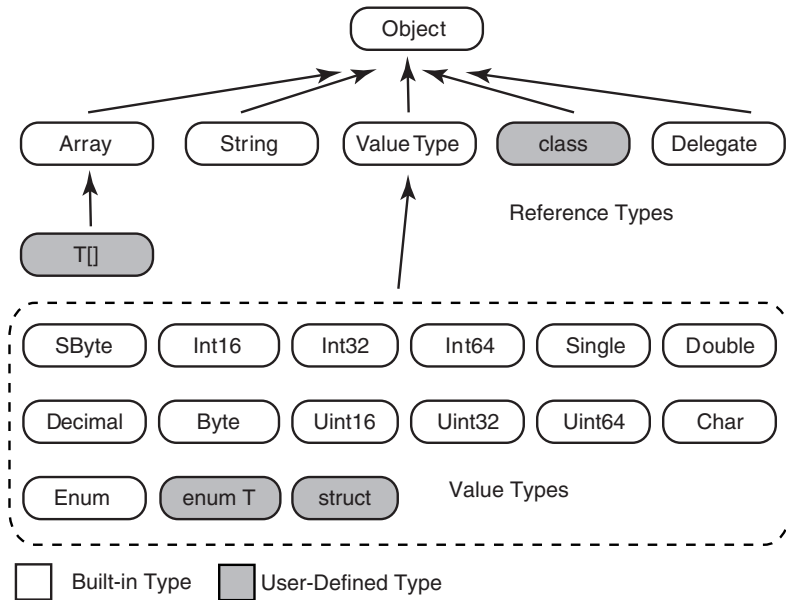 Object
Array String Value Type class Delegate
Reference Types
T[]
SByte Int16 Int32 Int64 Single Double
Decimal Byte Uint16 Uint32 Uint64 Char
Enum enum T struct Value Types
Built-in Type User-Defined Type